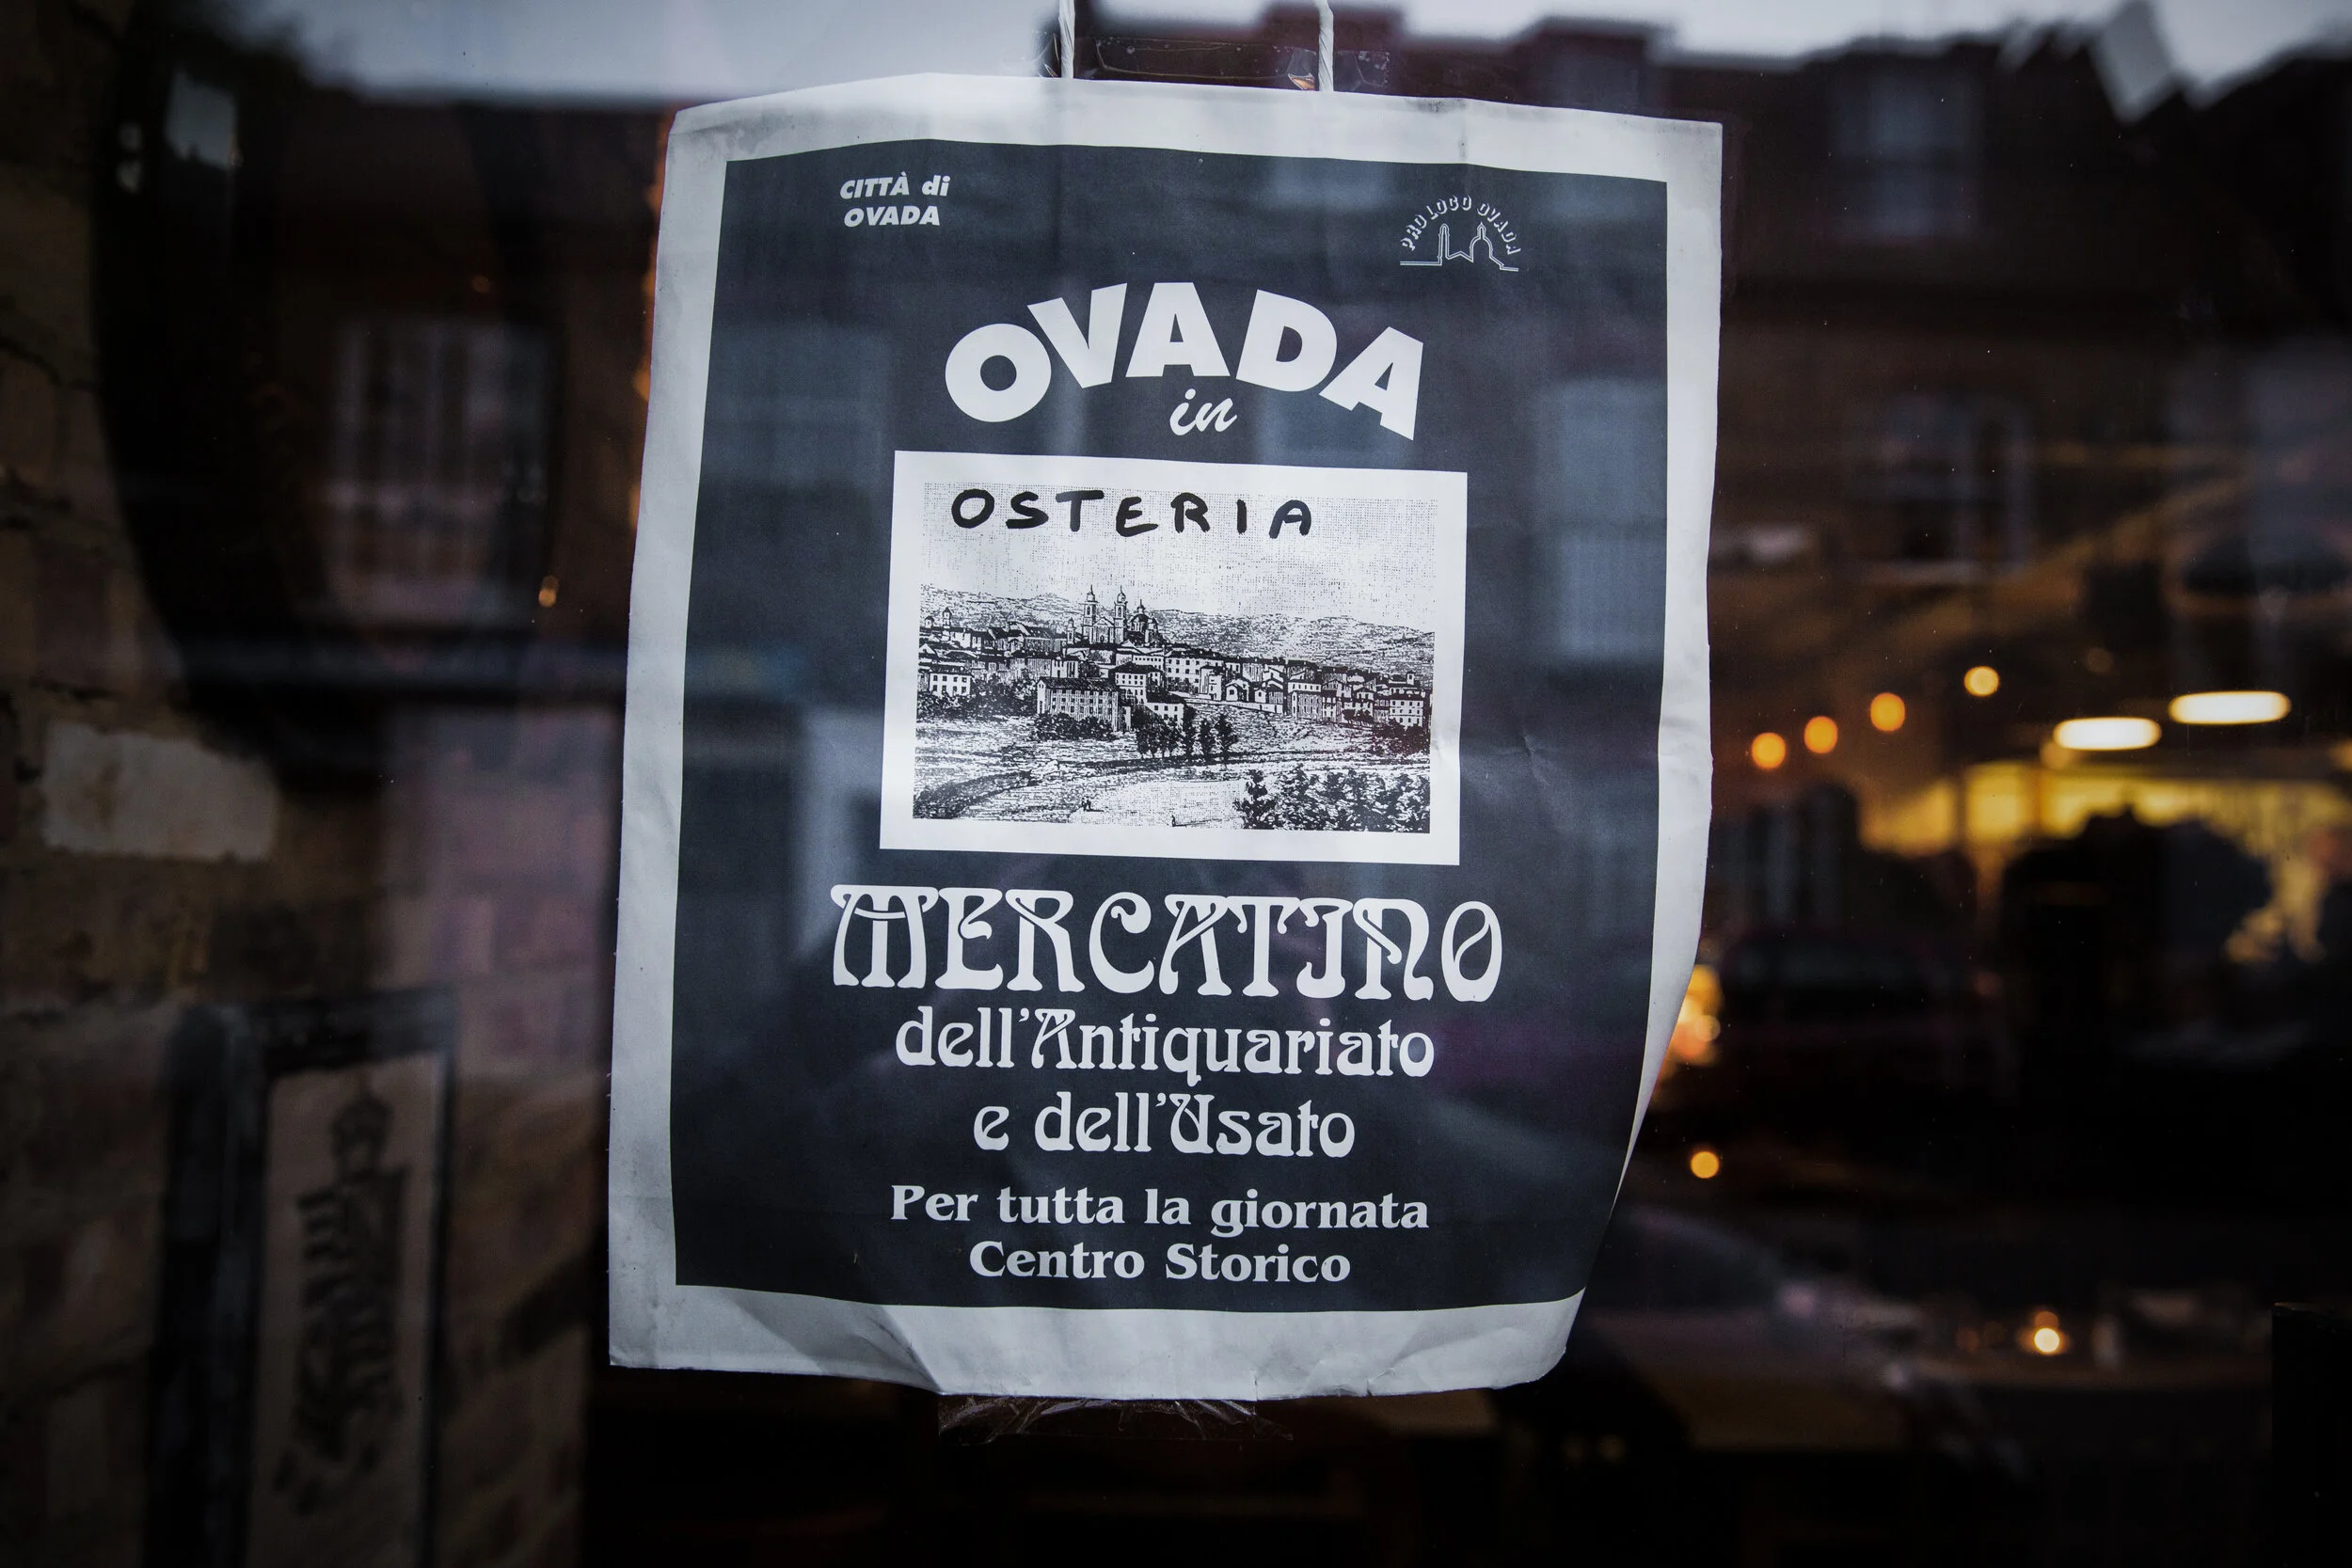 CITTÀ di
OVADA
PRO LOCO OVADA
OVADA
in
OSTERIA
MERCATINO
dell'Antiquariato
e dell'Usato
Per tutta la giornata
Centro Storico